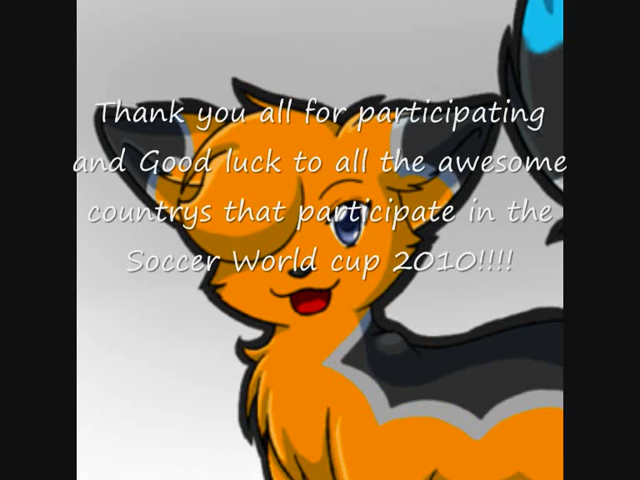 Thank you all for participating
and Good luck to all the awesome
countrys that participate in the
Soccer World cup 2010!!!!